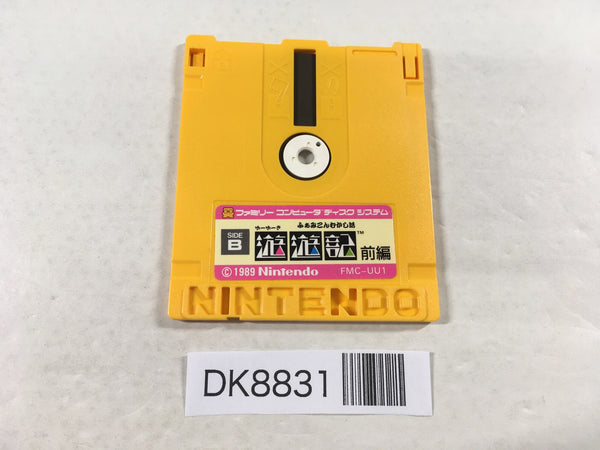 ファミリー コンピュータ ディスク システム
ゆーゆーき ふぁみこんむかし話
SIDE B 遊遊記™ 前編
©1989 Nintendo FMC-UU1
NINTENDO
DK8831